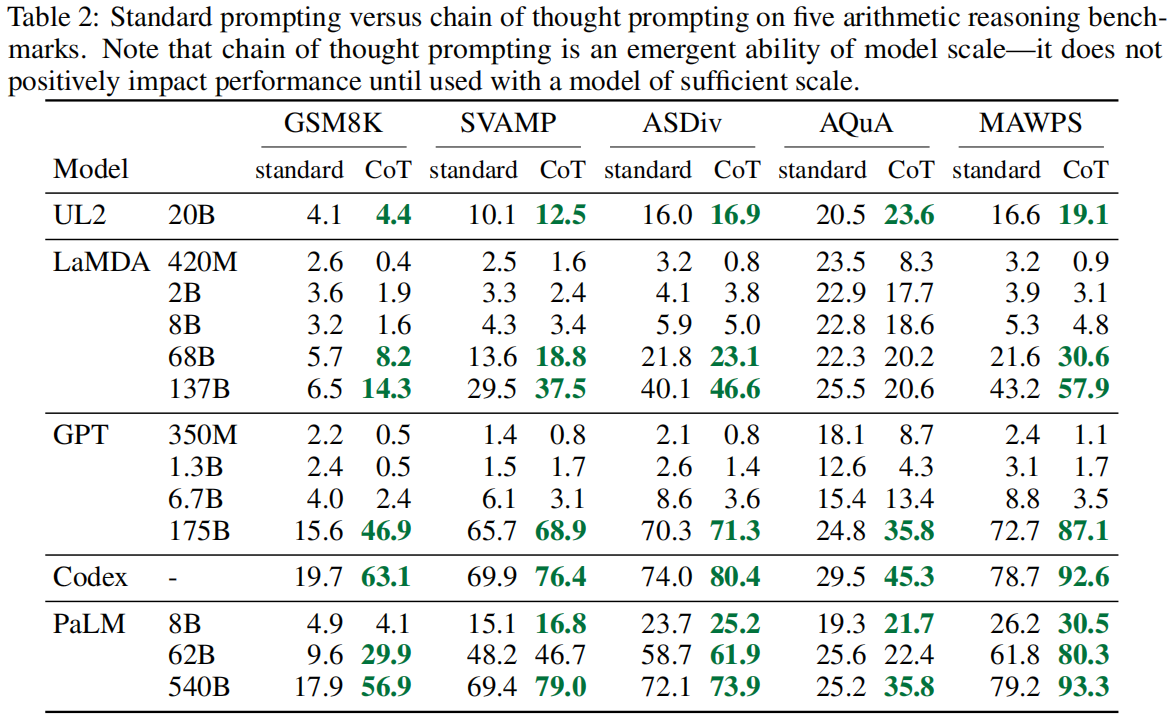 Table 2: Standard prompting versus chain of thought prompting on five arithmetic reasoning bench-
marks. Note that chain of thought prompting is an emergent ability of model scale—it does not
positively impact performance until used with a model of sufficient scale.
GSM8K SVAMP ASDiv AQuA MAWPS
Model standard CoT standard CoT standard CoT standard CoT standard CoT
UL2 20B 4.1 4.4 10.1 12.5 16.0 16.9 20.5 23.6 16.6 19.1
LaMDA 420M 2.6 0.4 2.5 1.6 3.2 0.8 23.5 8.3 3.2 0.9
2B 3.6 1.9 3.3 2.4 4.1 3.8 22.9 17.7 3.9 3.1
8B 3.2 1.6 4.3 3.4 5.9 5.0 22.8 18.6 5.3 4.8
68B 5.7 8.2 13.6 18.8 21.8 23.1 22.3 20.2 21.6 30.6
137B 6.5 14.3 29.5 37.5 40.1 46.6 25.5 20.6 43.2 57.9
GPT 350M 2.2 0.5 1.4 0.8 2.1 0.8 18.1 8.7 2.4 1.1
1.3B 2.4 0.5 1.5 1.7 2.6 1.4 12.6 4.3 3.1 1.7
6.7B 4.0 2.4 6.1 3.1 8.6 3.6 15.4 13.4 8.8 3.5
175B 15.6 46.9 65.7 68.9 70.3 71.3 24.8 35.8 72.7 87.1
Codex - 19.7 63.1 69.9 76.4 74.0 80.4 29.5 45.3 78.7 92.6
PaLM 8B 4.9 4.1 15.1 16.8 23.7 25.2 19.3 21.7 26.2 30.5
62B 9.6 29.9 48.2 46.7 58.7 61.9 25.6 22.4 61.8 80.3
540B 17.9 56.9 69.4 79.0 72.1 73.9 25.2 35.8 79.2 93.3